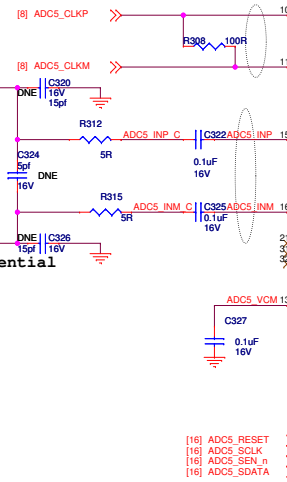 [8] ADC5_CLKP
10
R308 100R
[8] ADC5_CLKM
11
DNE C320
16V
15pf
R312
ADC5_INP_C C322 ADC5_INP 15
5R
0.1uF
16V
C324
5pf
DNE
16V
R315
ADC5_INM_C C325 ADC5_INM 16
5R
0.1uF
16V
DNE C326
15pf 16V
ential
ADC5_VCM 13
C327
0.1uF
16V
[16] ADC5_RESET
[16] ADC5_SCLK
[16] ADC5_SEN_n
[16] ADC5_SDATA